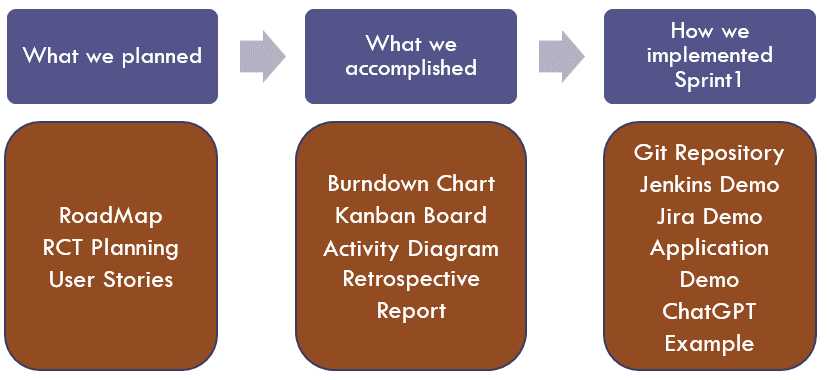 What we planned
What we
accomplished
How we
implemented
Sprint1
RoadMap
RCT Planning
User Stories
Burndown Chart
Kanban Board
Activity Diagram
Retrospective
Report
Git Repository
Jenkins Demo
Jira Demo
Application
Demo
ChatGPT
Example